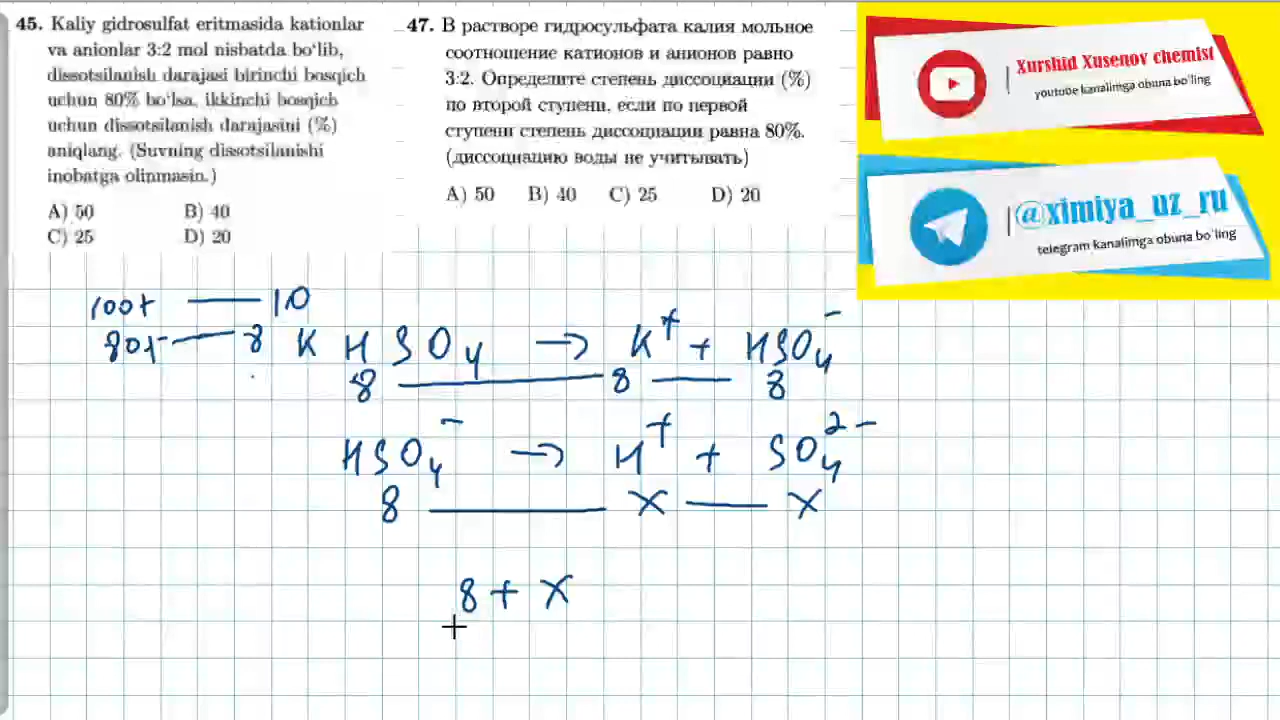 45. Kaliy gidrosulfat eritmasida kationlar
va anionlar 3:2 mol nisbatda bo‘lib,
dissotsilanish darajasi birinchi bosqich
uchun 80% bo‘lsa, ikkinchi bosqich
uchun dissotsilanish darajasini (%)
aniqlang. (Suvning dissotsilanishi
inobatga olinmasin.)
A) 50 B) 40
C) 25 D) 20
47. В растворе гидросульфата калия мольное
соотношение катионов и анионов равно
3:2. Определите степень диссоциации (%)
по второй ступени, если по первой
ступени степень диссоциации равна 80%.
(диссоциацию воды не учитывать)
A) 50 B) 40 C) 25 D) 20
Xurshid Xusenov chemist
youtube kanalimga obuna bo`ling
@ximiya_uz_ru
telegram kanalimga obuna bo`ling
100% — 10
80% — 8 K H SO₄ → K⁺ + HSO₄⁻
8 — 8 — 8
HSO₄⁻ → H⁺ + SO₄²⁻
8 — x — x
8 + x